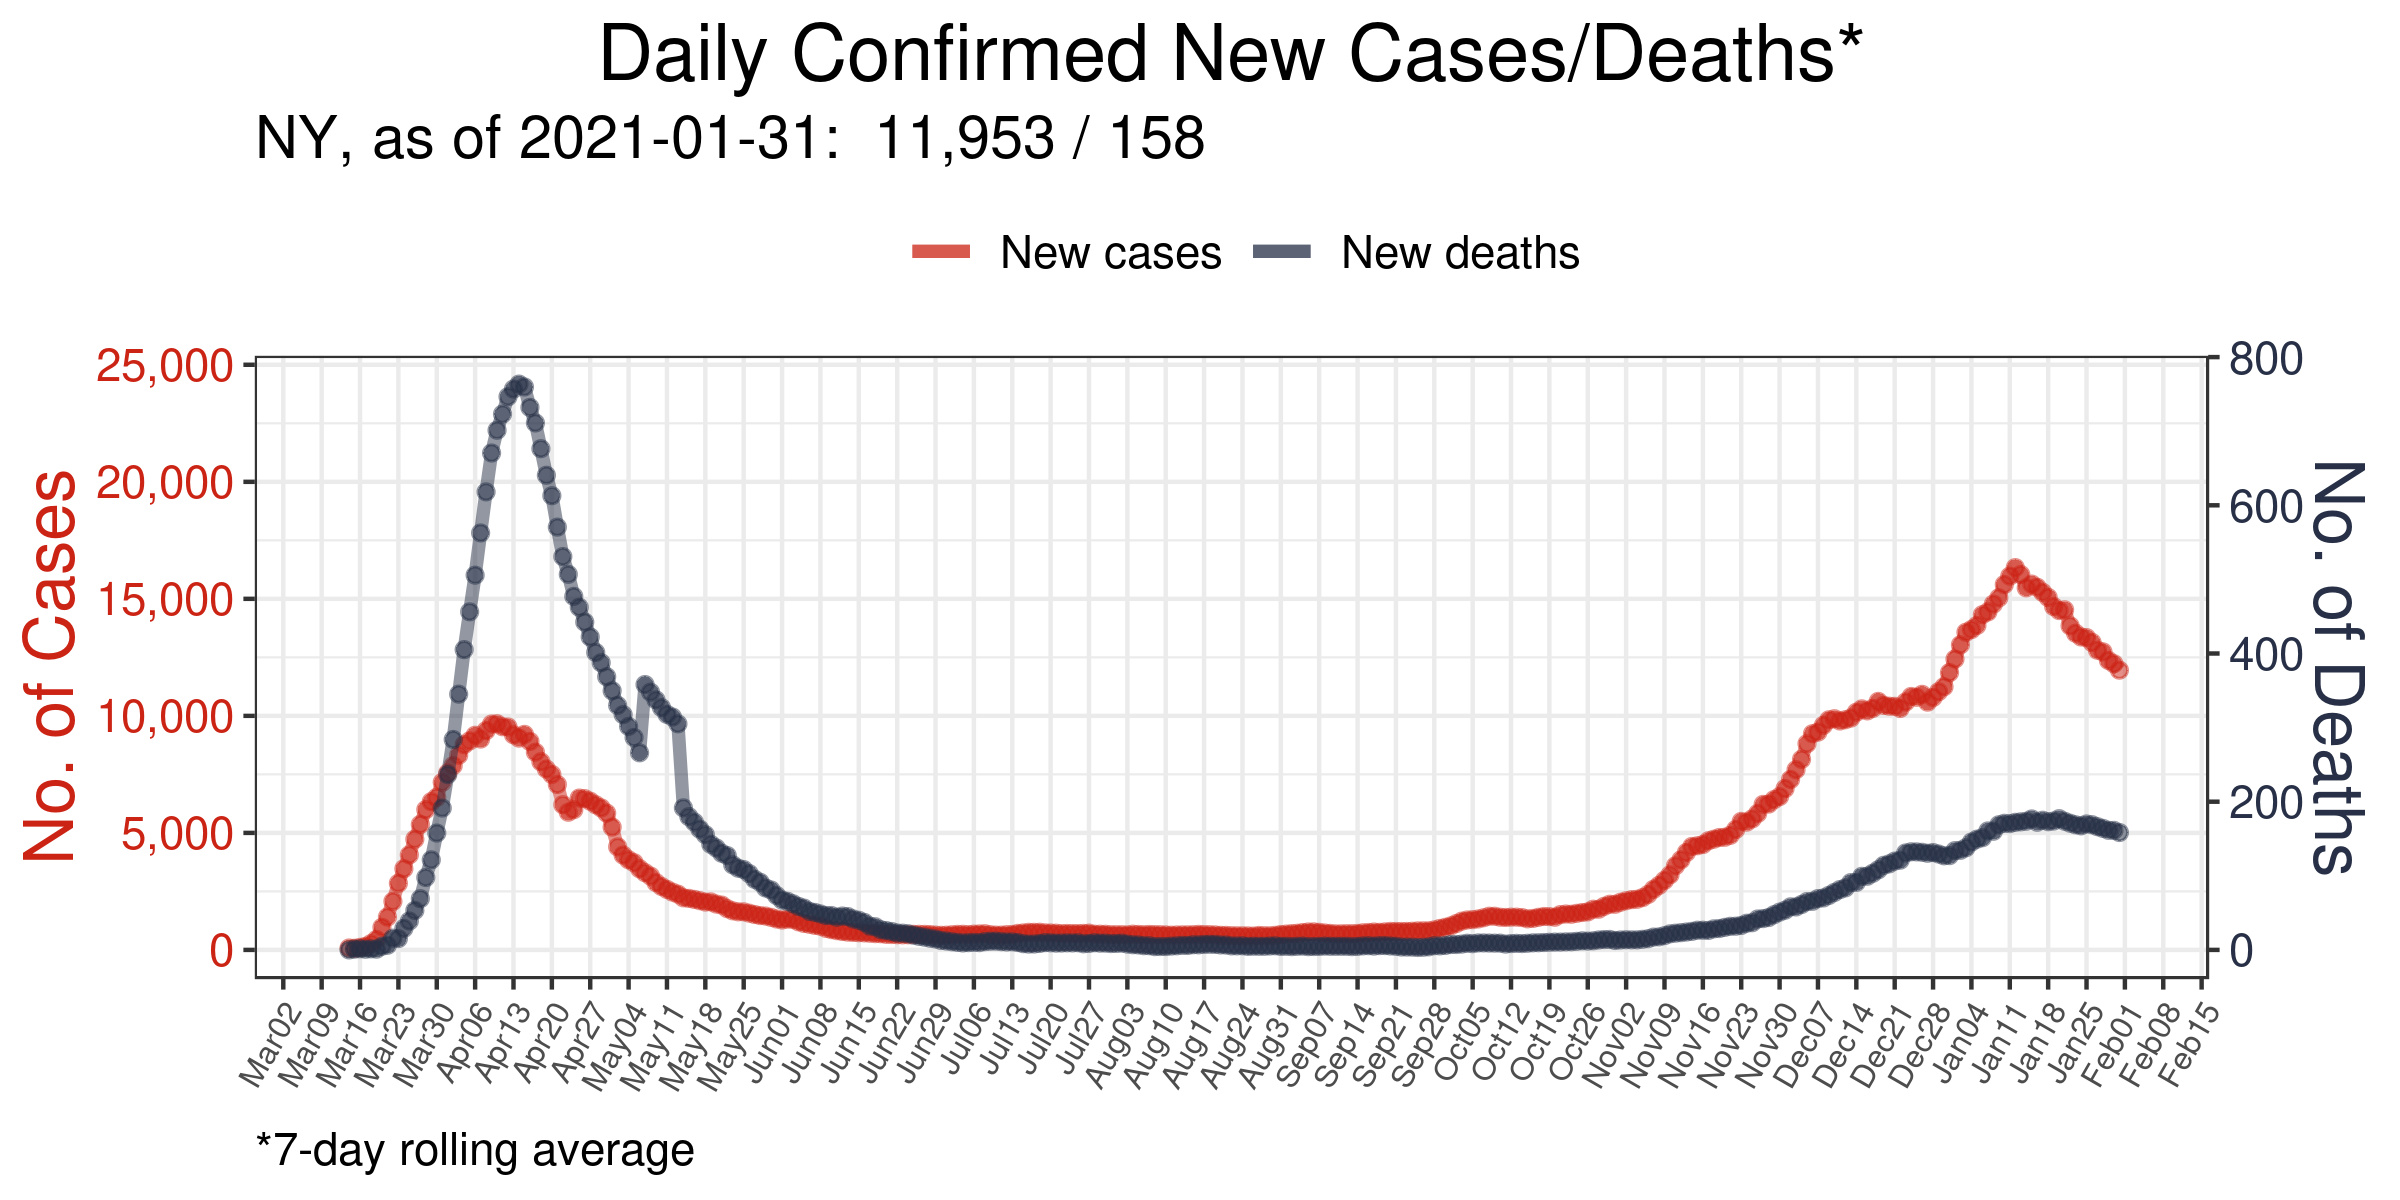 Daily Confirmed New Cases/Deaths*
NY, as of 2021-01-31:  11,953 / 158
New cases
New deaths
No. of Cases
25,000
20,000
15,000
10,000
5,000
0
800
600
400
200
0
No. of Deaths
Mar02
Mar09
Mar16
Mar23
Mar30
Apr06
Apr13
Apr20
Apr27
May04
May11
May18
May25
Jun01
Jun08
Jun15
Jun22
Jun29
Jul06
Jul13
Jul20
Jul27
Aug03
Aug10
Aug17
Aug24
Aug31
Sep07
Sep14
Sep21
Sep28
Oct05
Oct12
Oct19
Oct26
Nov02
Nov09
Nov16
Nov23
Nov30
Dec07
Dec14
Dec21
Dec28
Jan04
Jan11
Jan18
Jan25
Feb01
Feb08
Feb15
*7-day rolling average